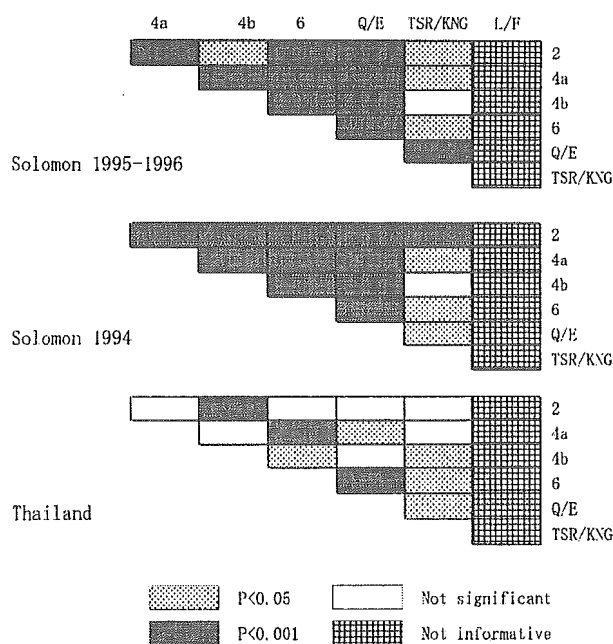 4a 4b 6 Q/E TSR/KNG L/F
2
4a
4b
6
Q/E
TSR/KNG
Solomon 1995-1996
2
4a
4b
6
Q/E
TSR/KNG
Solomon 1994
2
4a
4b
6
Q/E
TSR/KNG
Thailand
P<0.05 Not significant
P<0.001 Not informative